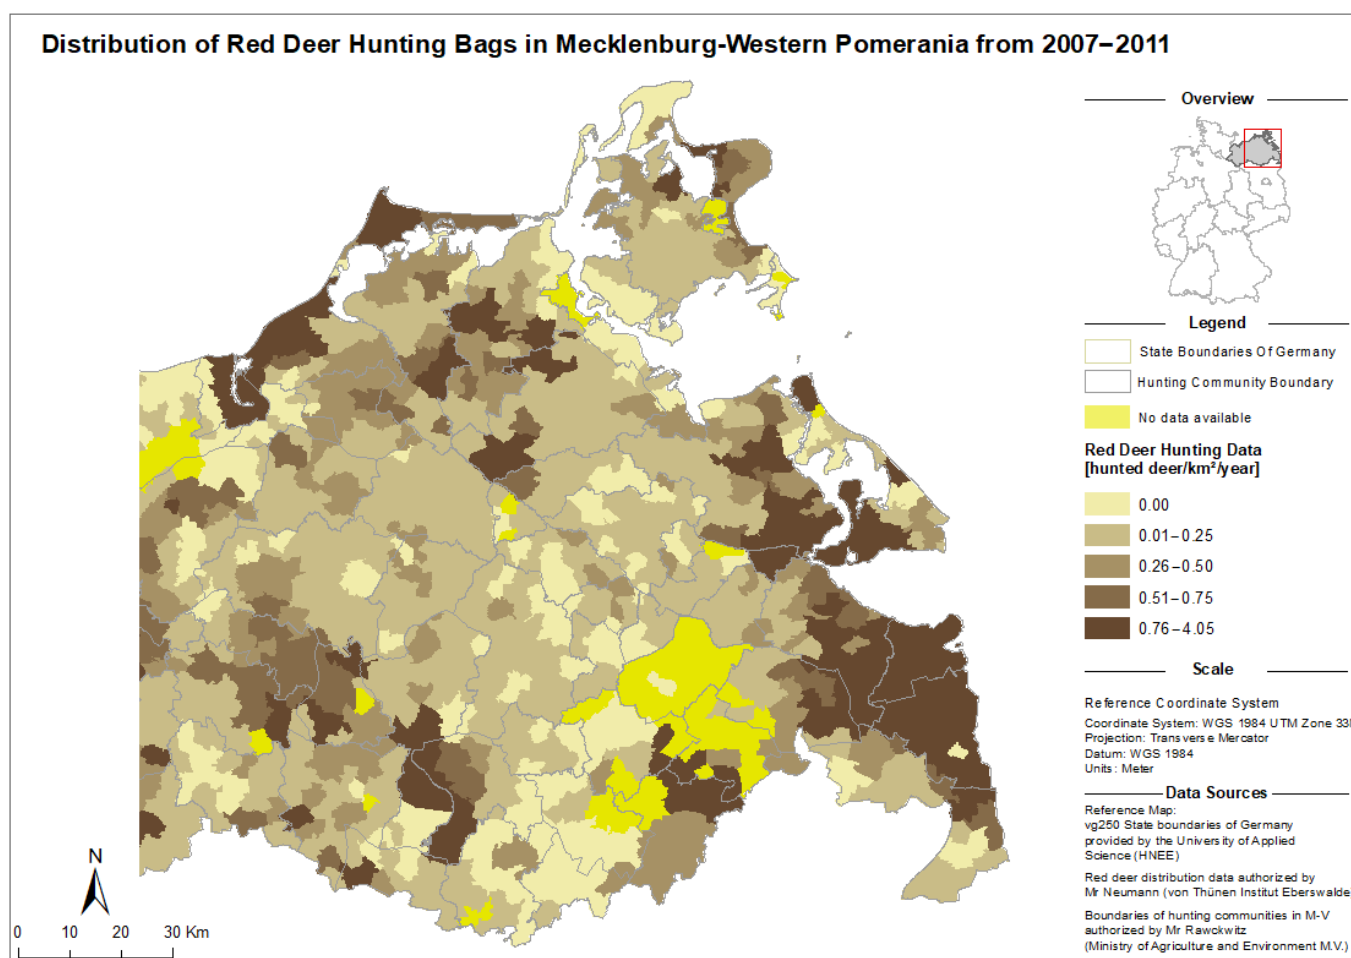 Distribution of Red Deer Hunting Bags in Mecklenburg-Western Pomerania from 2007–2011
Overview
Legend
State Boundaries Of Germany
Hunting Community Boundary
No data available
Red Deer Hunting Data
[hunted deer/km²/year]
0.00
0.01–0.25
0.26–0.50
0.51–0.75
0.76-4.05
Scale
Reference Coordinate System
Coordinate System: WGS 1984 UTM Zone
Projection: Transverse Mercator
Datum: WGS 1984
Units: Meter
Data Sources
Reference Map:
vg250 State boundaries of Germany
provided by the University of Applied
Science (HNEE)
Red deer distribution data authorized by
Mr Neumann (von Thünen Institut Eberswalde
Boundaries of hunting communities in M-V
authorized by Mr Rawokwitz
(Ministry of Agriculture and Environment M.V.)
N
0 10 20 30 Km